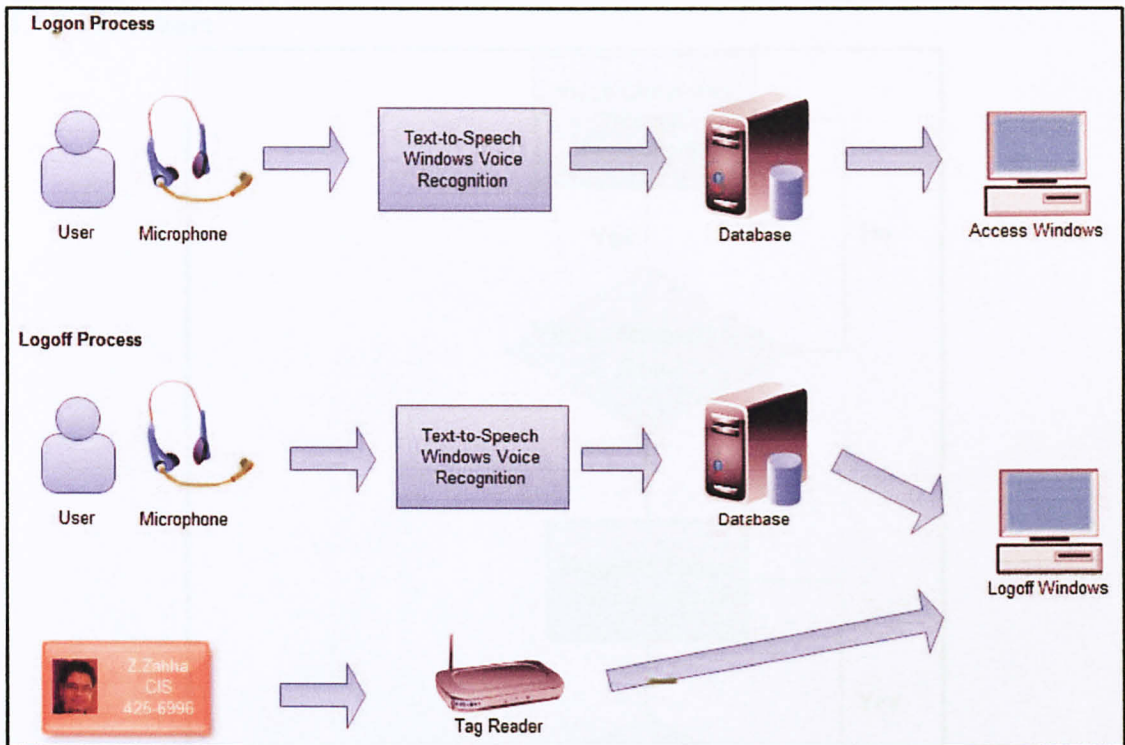 Logon Process
Text-to-Speech
Windows Voice
Recognition
User
Microphone
Database
Access Windows
Logoff Process
Text-to-Speech
Windows Voice
Recognition
User
Microphone
Database
Logoff Windows
Z.Zahha
CIS
425-6996
Tag Reader